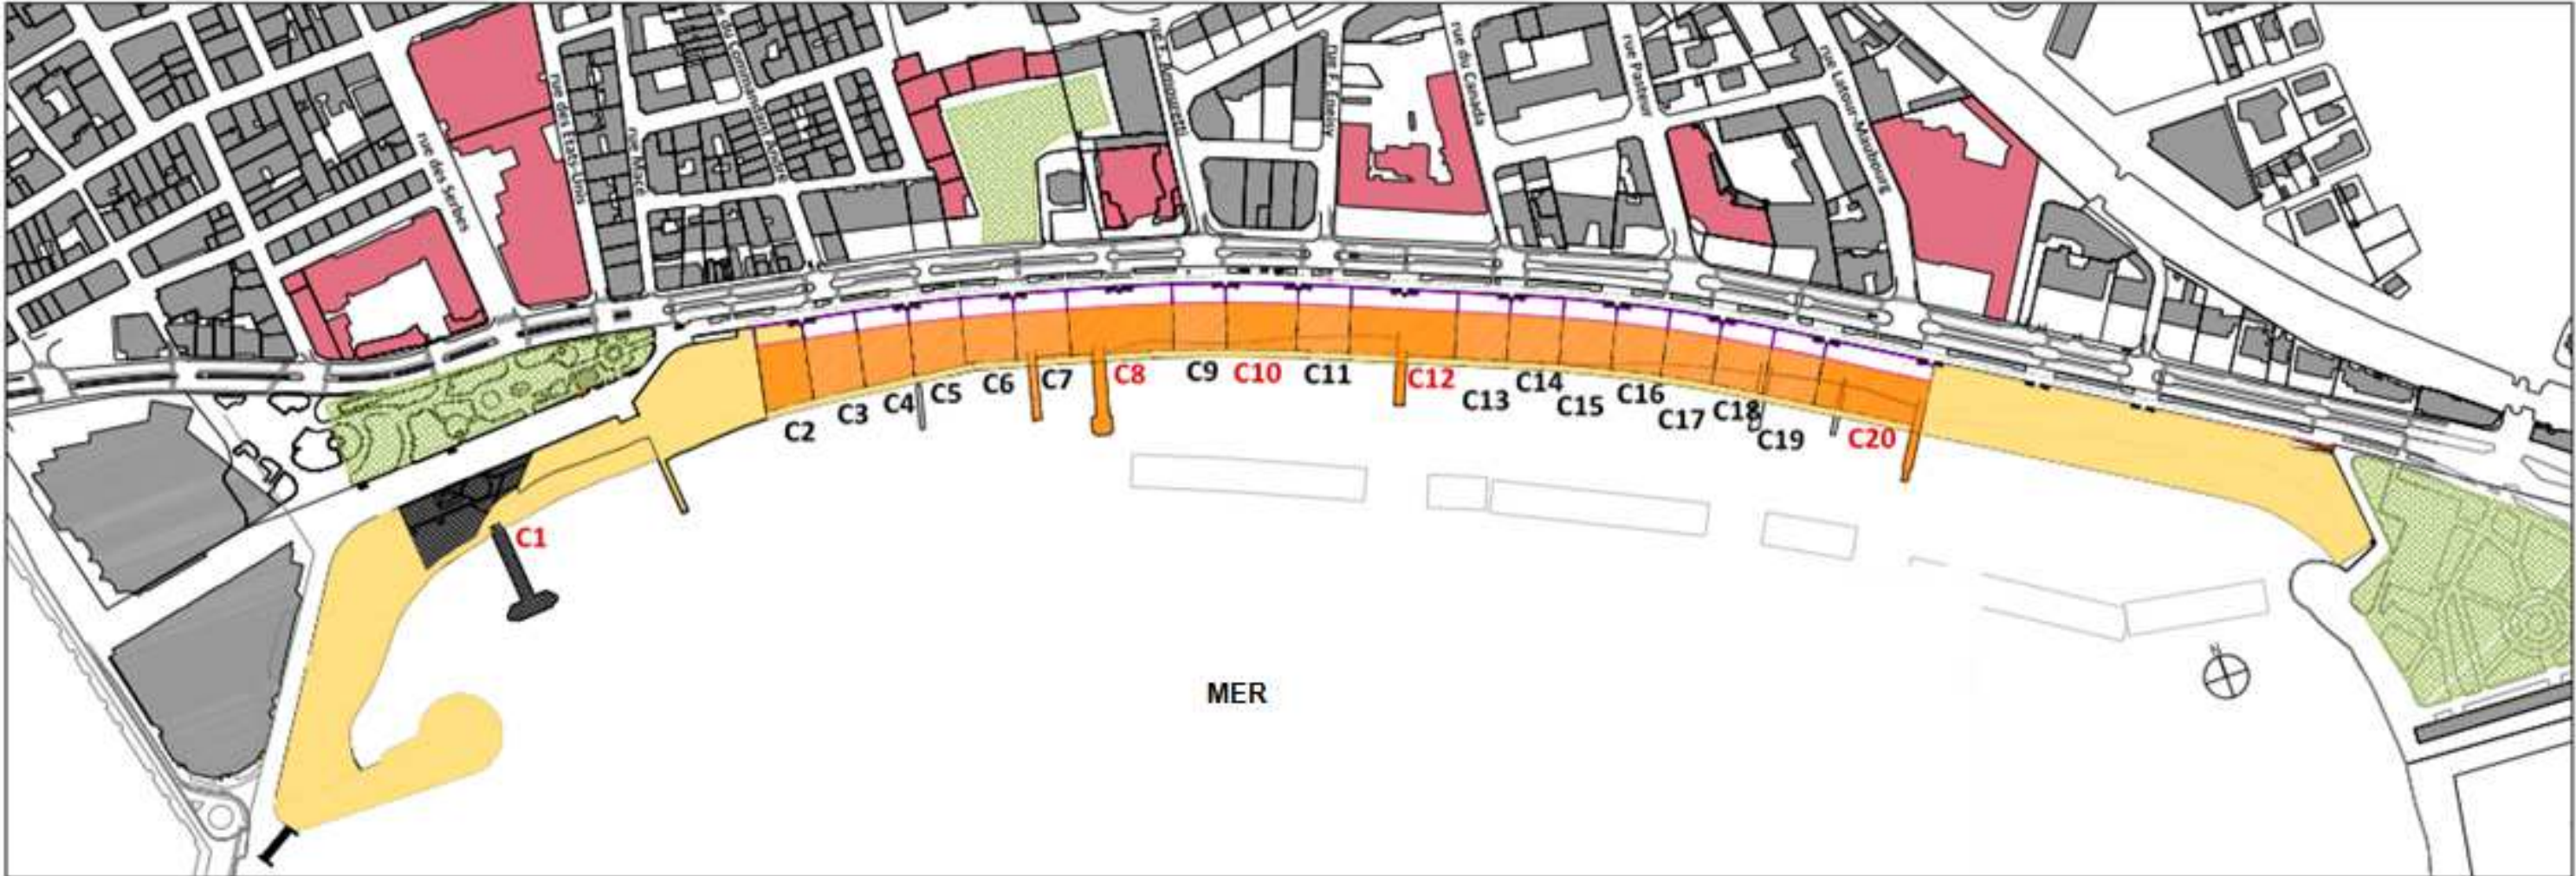 rue des Serbes
rue des Etats-Unis
rue Macé
du Commandant André
rue F. Amouretti
rue F. Einessy
rue du Canada
rue Pasteur
rue Latour-Maubourg
C1
C2
C3
C4
C5
C6
C7
C8
C9
C10
C11
C12
C13
C14
C15
C16
C17
C18
C19
C20
MER
N